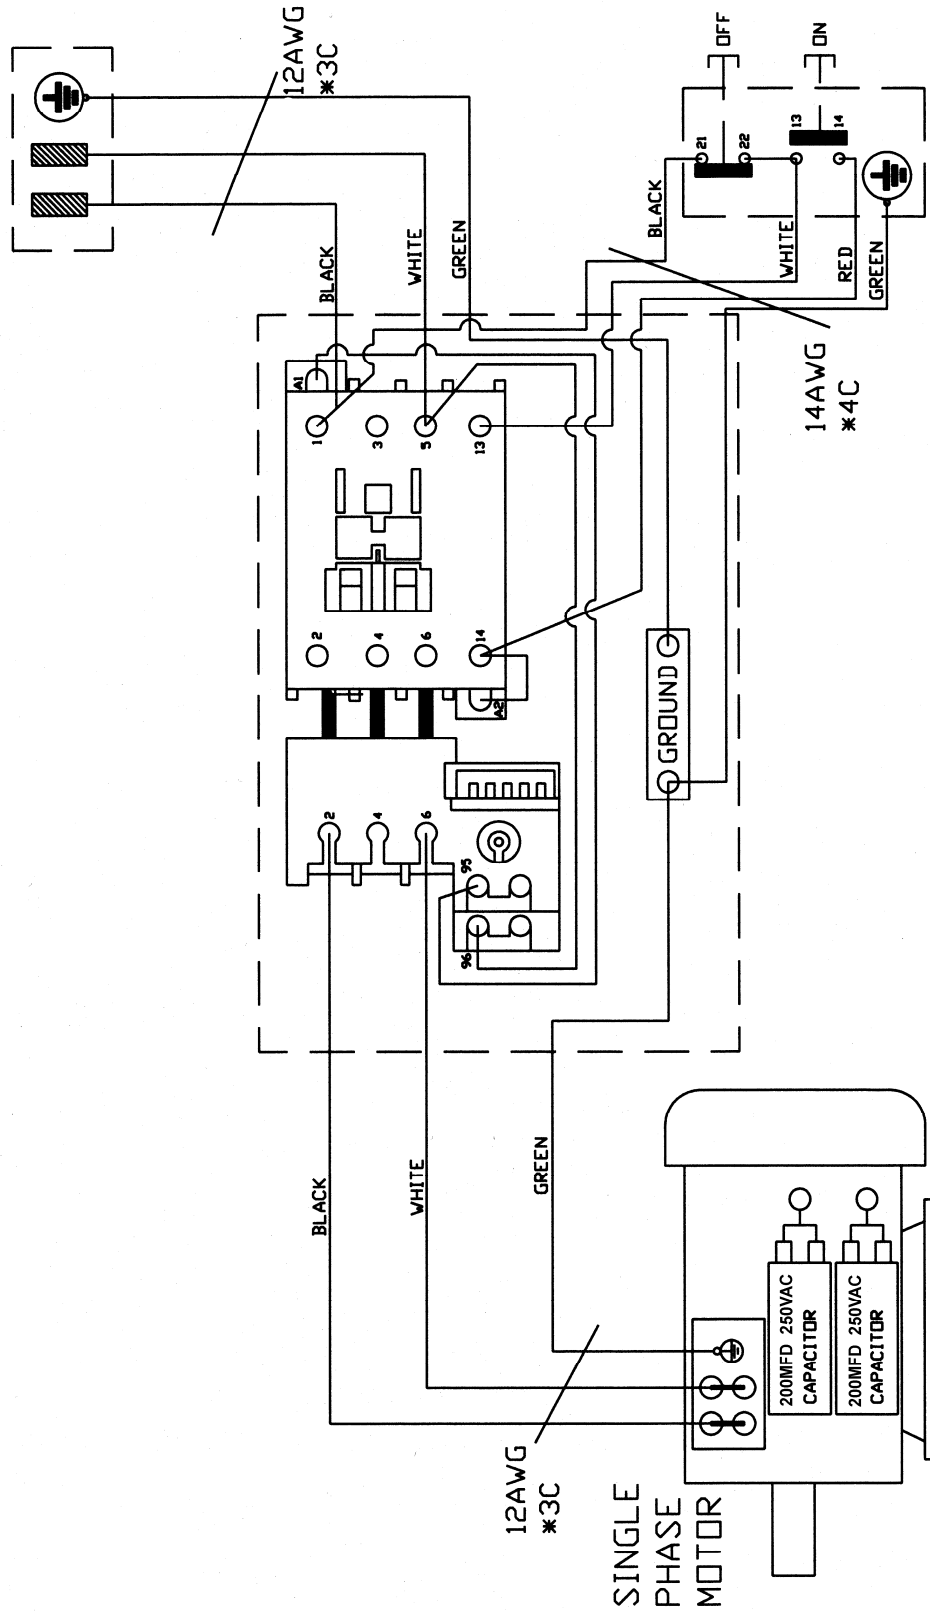 12AWG
*3C
OFF
ON
21
22
13
14
BLACK
WHITE
GREEN
BLACK
WHITE
RED
GREEN
14AWG
*4C
A1
1
3
5
13
2
4
6
14
A2
GROUND
2
4
6
95
96
BLACK
WHITE
GREEN
12AWG
*3C
200MFD 250VAC
CAPACITOR
200MFD 250VAC
CAPACITOR
SINGLE
PHASE
MOTOR